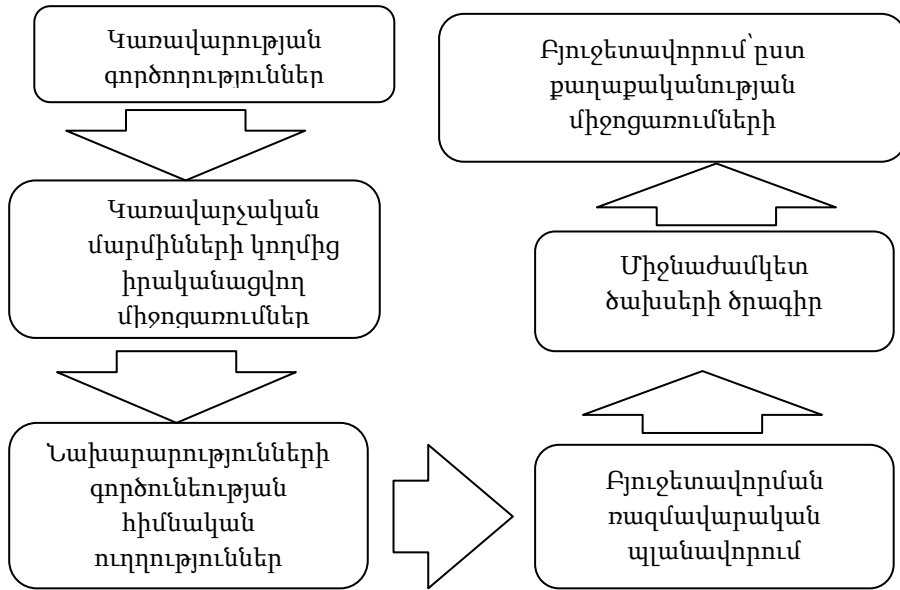 Կառավարության
գործողություններ
Կառավարչական
մարմինների կողմից
իրականացվող
միջոցառումներ
Նախարարությունների
գործունեության
հիմնական
ուղղություններ
Բյուջետավորման
ռազմավարական
պլանավորում
Միջնաժամկետ
ծախսերի ծրագիր
Բյուջետավորում՝ըստ
քաղաքականության
միջոցառումների